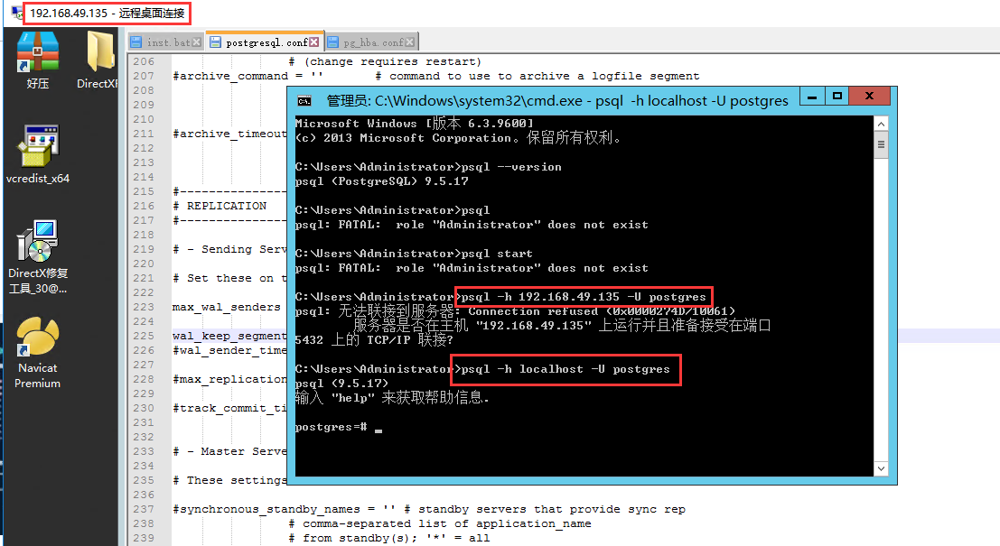 192.168.49.135 - 远程桌面连接
好压
vcredist_x64
DirectX修复
工具_30@...
Navicat
Premium
inst.bat
postgresql.conf
pg_hba.conf
206 # (change requires restart)
207 #archive_command = '' # command to use to archive a logfile segment
208
209
210
211 #archive_timeout
212
213
214
215 #---------------
216 # REPLICATION
217 #---------------
218
219 # - Sending Serv
220
221 # Set these on t
222
223 max_wal_senders
224
225 wal_keep_segment
226 #wal_sender_time
227
228 #max_replication
229
230 #track_commit_ti
231
232
233 # - Master Serve
234
235 # These settings
236
237 #synchronous_standby_names = '' # standby servers that provide sync rep
238 # comma-separated list of application_name
239 # from standby(s); '*' = all
管理员: C:\Windows\system32\cmd.exe - psql -h localhost -U postgres
Microsoft Windows [版本 6.3.9600]
(c) 2013 Microsoft Corporation。保留所有权利。
C:\Users\Administrator>psql --version
psql (PostgreSQL) 9.5.17
C:\Users\Administrator>psql
psql: FATAL:  role "Administrator" does not exist
C:\Users\Administrator>psql start
psql: FATAL:  role "Administrator" does not exist
C:\Users\Administrator>psql -h 192.168.49.135 -U postgres
psql: 无法联接到服务器: Connection refused (0x0000274D/10061)
服务器是否在主机 "192.168.49.135" 上运行并且准备接受在端口
5432 上的 TCP/IP 联接?
C:\Users\Administrator>psql -h localhost -U postgres
psql (9.5.17)
输入 "help" 来获取帮助信息.
postgres=#